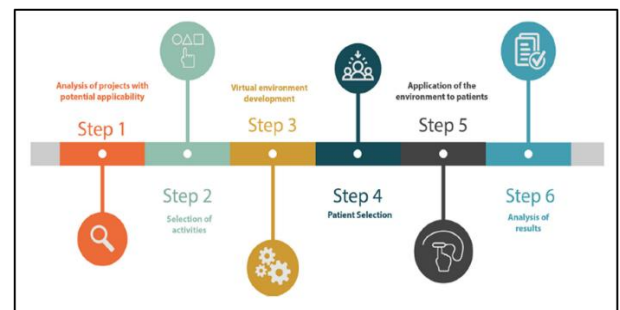 Analysis of projects with
potential applicability
Step 1
Step 2
Selection of
activities
Virtual environment
development
Step 3
Step 4
Patient Selection
Application of the
environment to patients
Step 5
Step 6
Analysis of
results